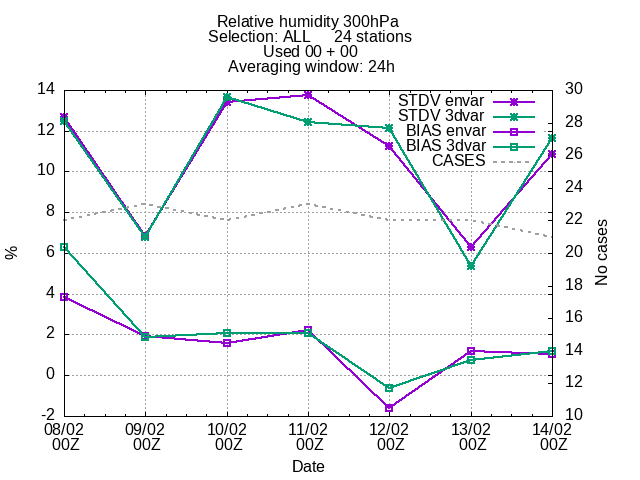 Relative humidity 300hPa
Selection: ALL     24 stations
Used 00 + 00
Averaging window: 24h
STDV envar
STDV 3dvar
BIAS envar
BIAS 3dvar
CASES
14
12
10
8
6
4
2
0
-2
%
30
28
26
24
22
20
18
16
14
12
10
No cases
08/02 09/02 10/02 11/02 12/02 13/02 14/02
00Z 00Z 00Z 00Z 00Z 00Z 00Z
Date